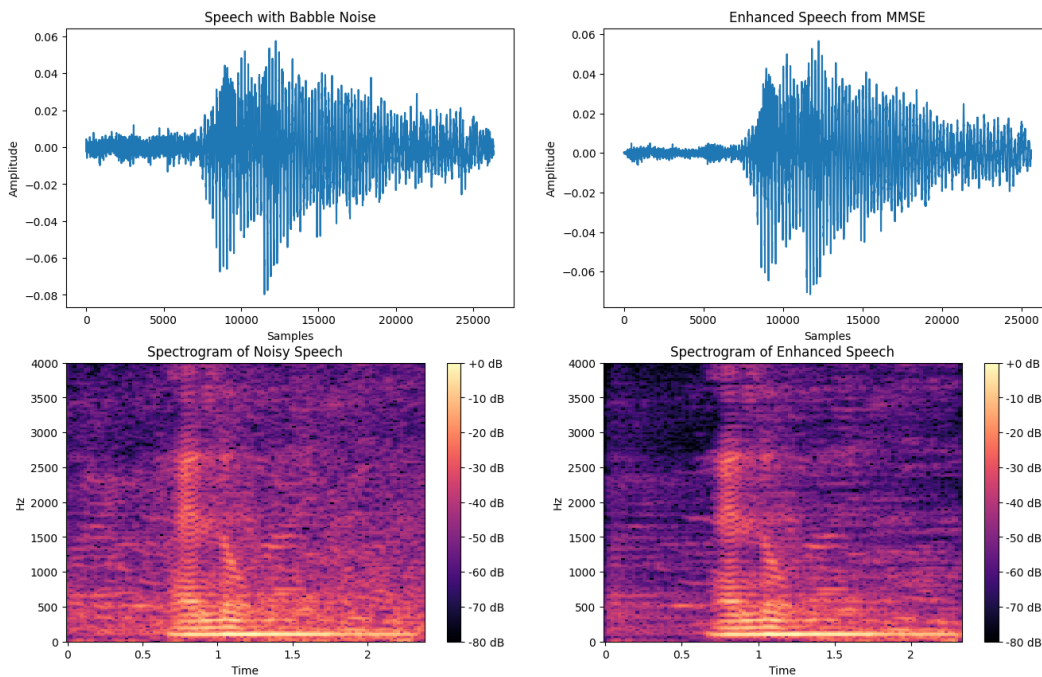 Speech with Babble Noise
0.06
0.04
0.02
0.00
−0.02
−0.04
−0.06
−0.08
Amplitude
0
5000
10000
15000
20000
25000
Samples
Enhanced Speech from MMSE
0.06
0.04
0.02
0.00
−0.02
−0.04
−0.06
Amplitude
0
5000
10000
15000
20000
25000
Samples
Spectrogram of Noisy Speech
4000
3500
3000
2500
2000
1500
1000
500
0
Hz
0
0.5
1
1.5
2
Time
+0 dB
-10 dB
-20 dB
-30 dB
-40 dB
-50 dB
-60 dB
-70 dB
-80 dB
Spectrogram of Enhanced Speech
4000
3500
3000
2500
2000
1500
1000
500
0
Hz
0
0.5
1
1.5
2
Time
+0 dB
-10 dB
-20 dB
-30 dB
-40 dB
-50 dB
-60 dB
-70 dB
-80 dB